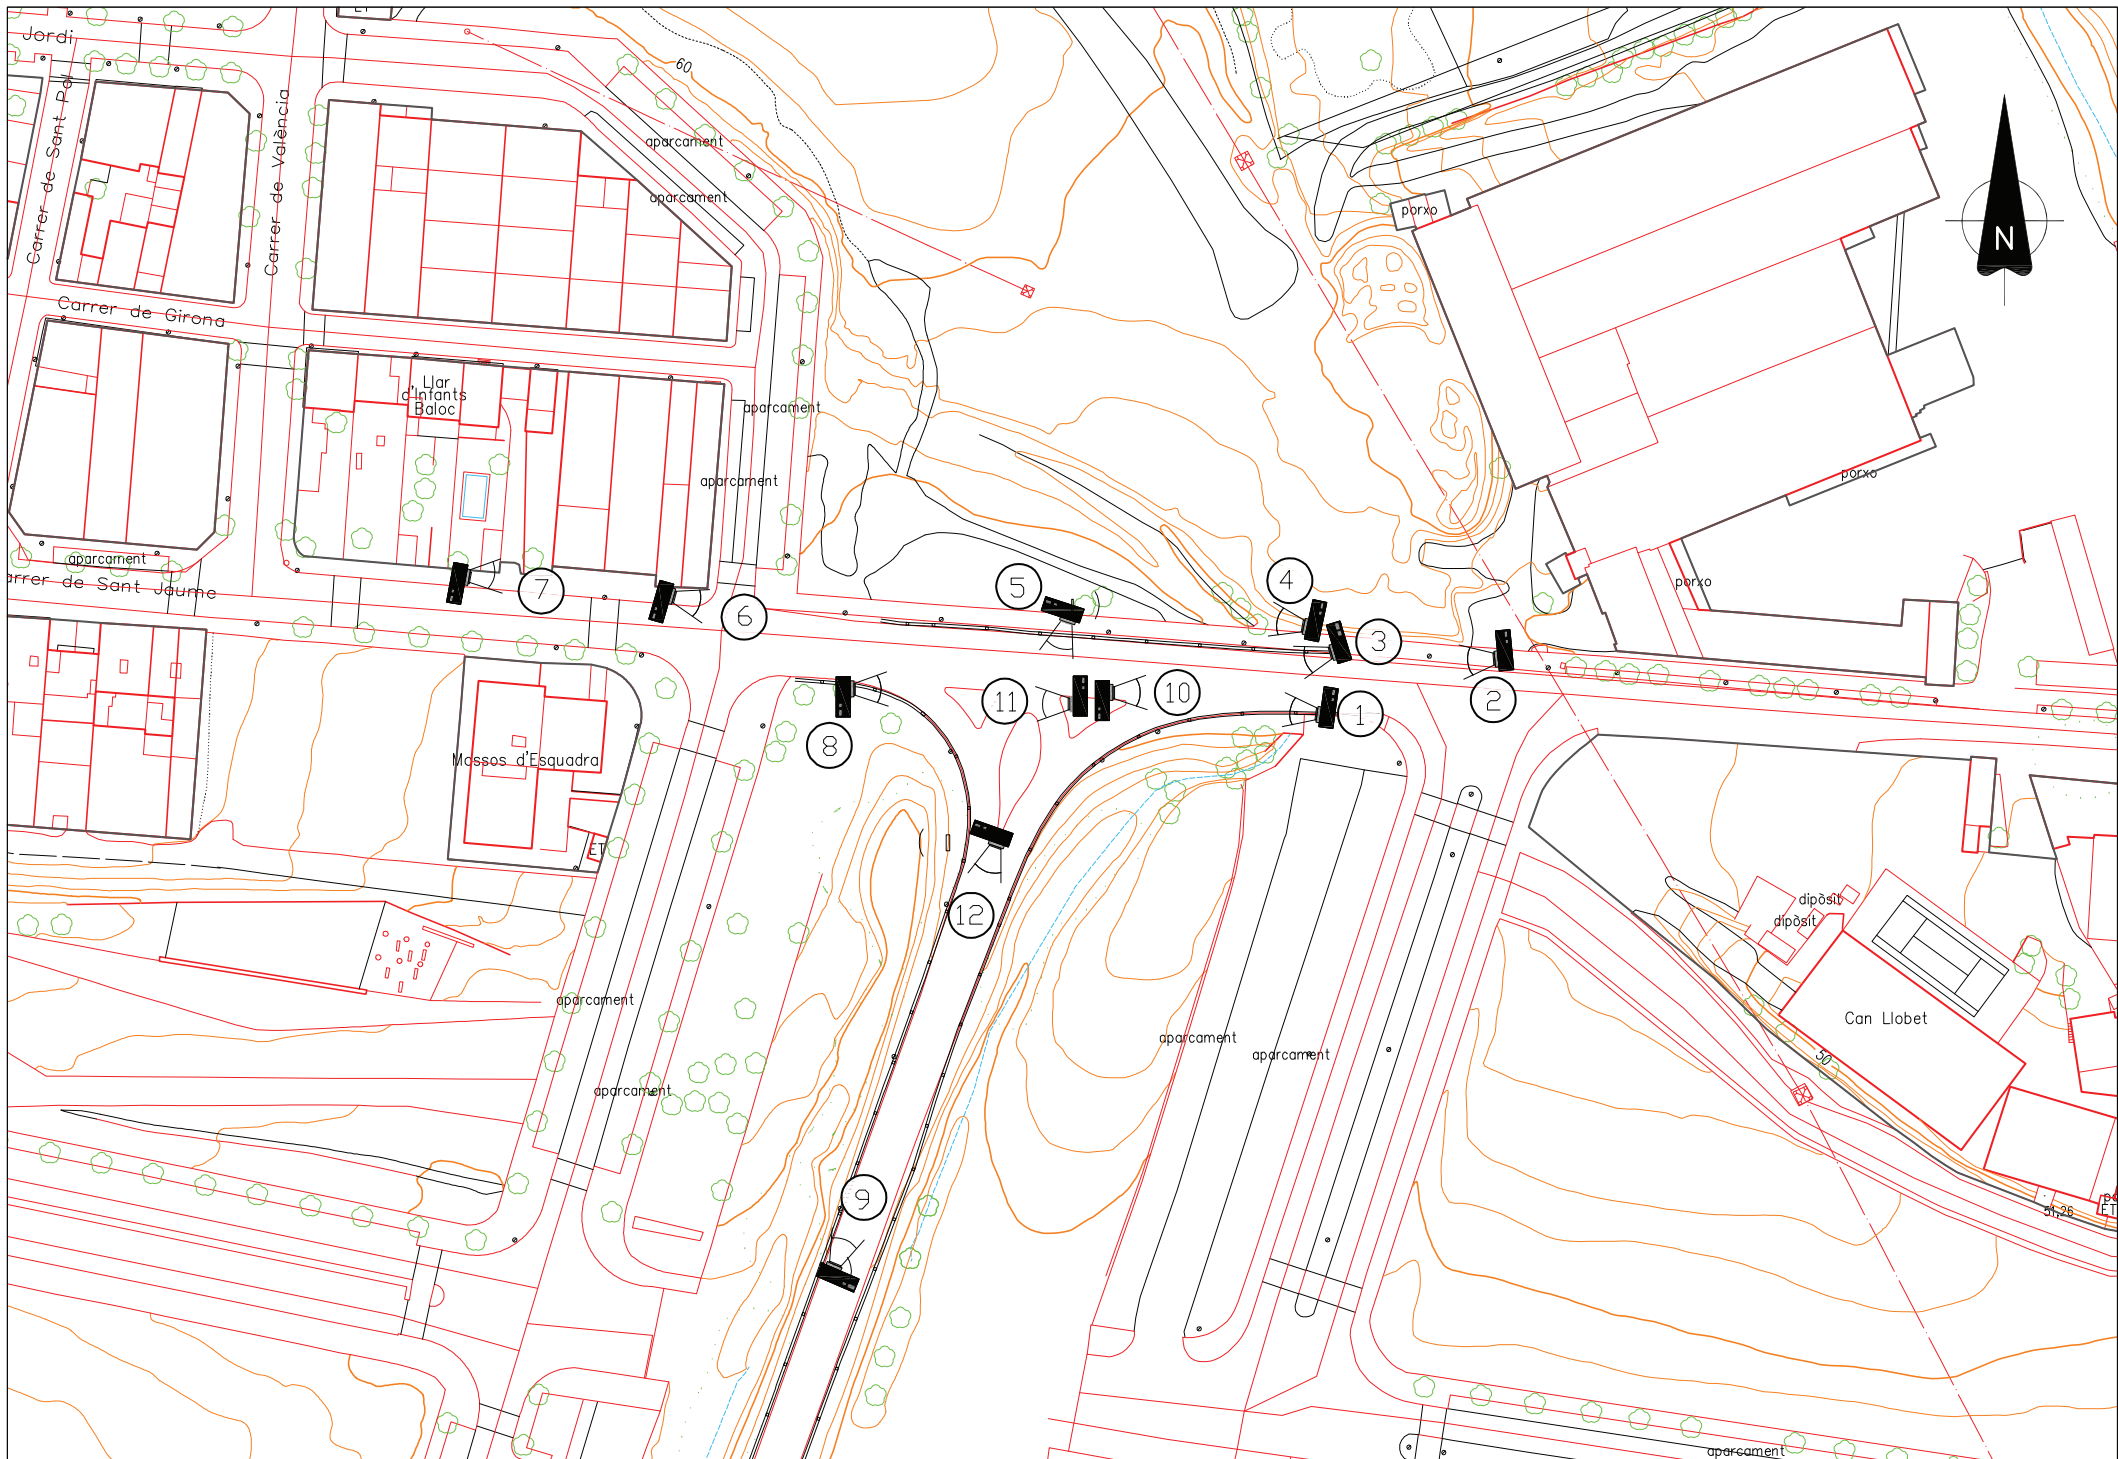 ET
Jordi
60
Carrer de Sant Pol
Carrer de València
aparcament
aparcament
porxo
N
Carrer de Girona
Llar
d'Infants
Baloc
aparcament
aparcament
porxo
aparcament
arrer de Sant Jaume
porxo
7
6
5
4
3
2
1
11
10
8
Mossos d'Esquadra
ET
12
dipòsit
dipòsit
aparcament
Can Llobet
aparcament
aparcament
50
aparcament
9
51,26
ET
aparcament